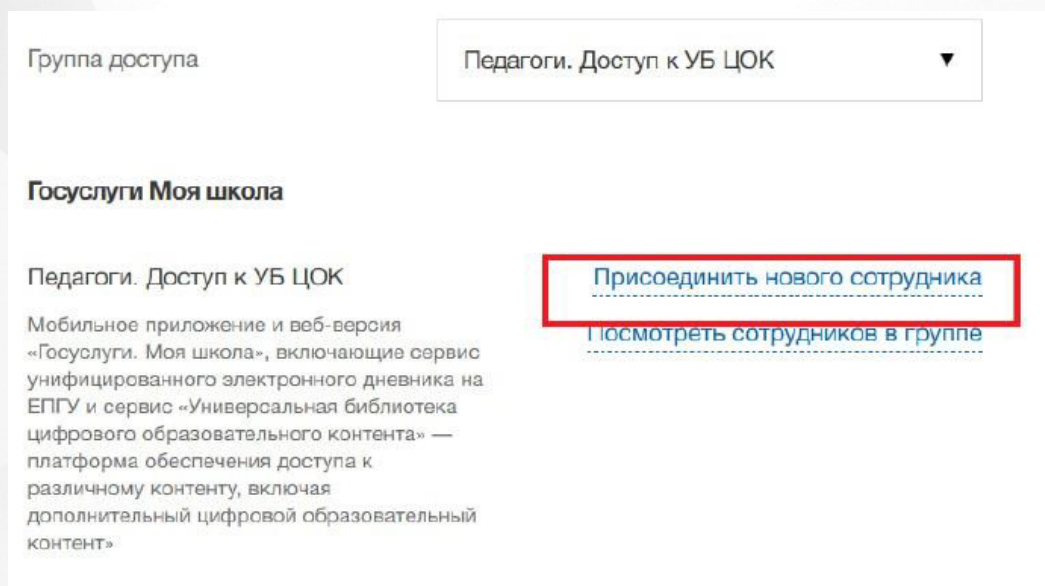 Группа доступа
Педагоги. Доступ к УБ ЦОК
Госуслуги Моя школа
Педагоги. Доступ к УБ ЦОК
Присоединить нового сотрудника
Посмотреть сотрудников в группе
Мобильное приложение и веб-версия
«Госуслуги. Моя школа», включающие сервис
унифицированного электронного дневника на
ЕПГУ и сервис «Универсальная библиотека
цифрового образовательного контента» —
платформа обеспечения доступа к
различному контенту, включая
дополнительный цифровой образовательный
контент»